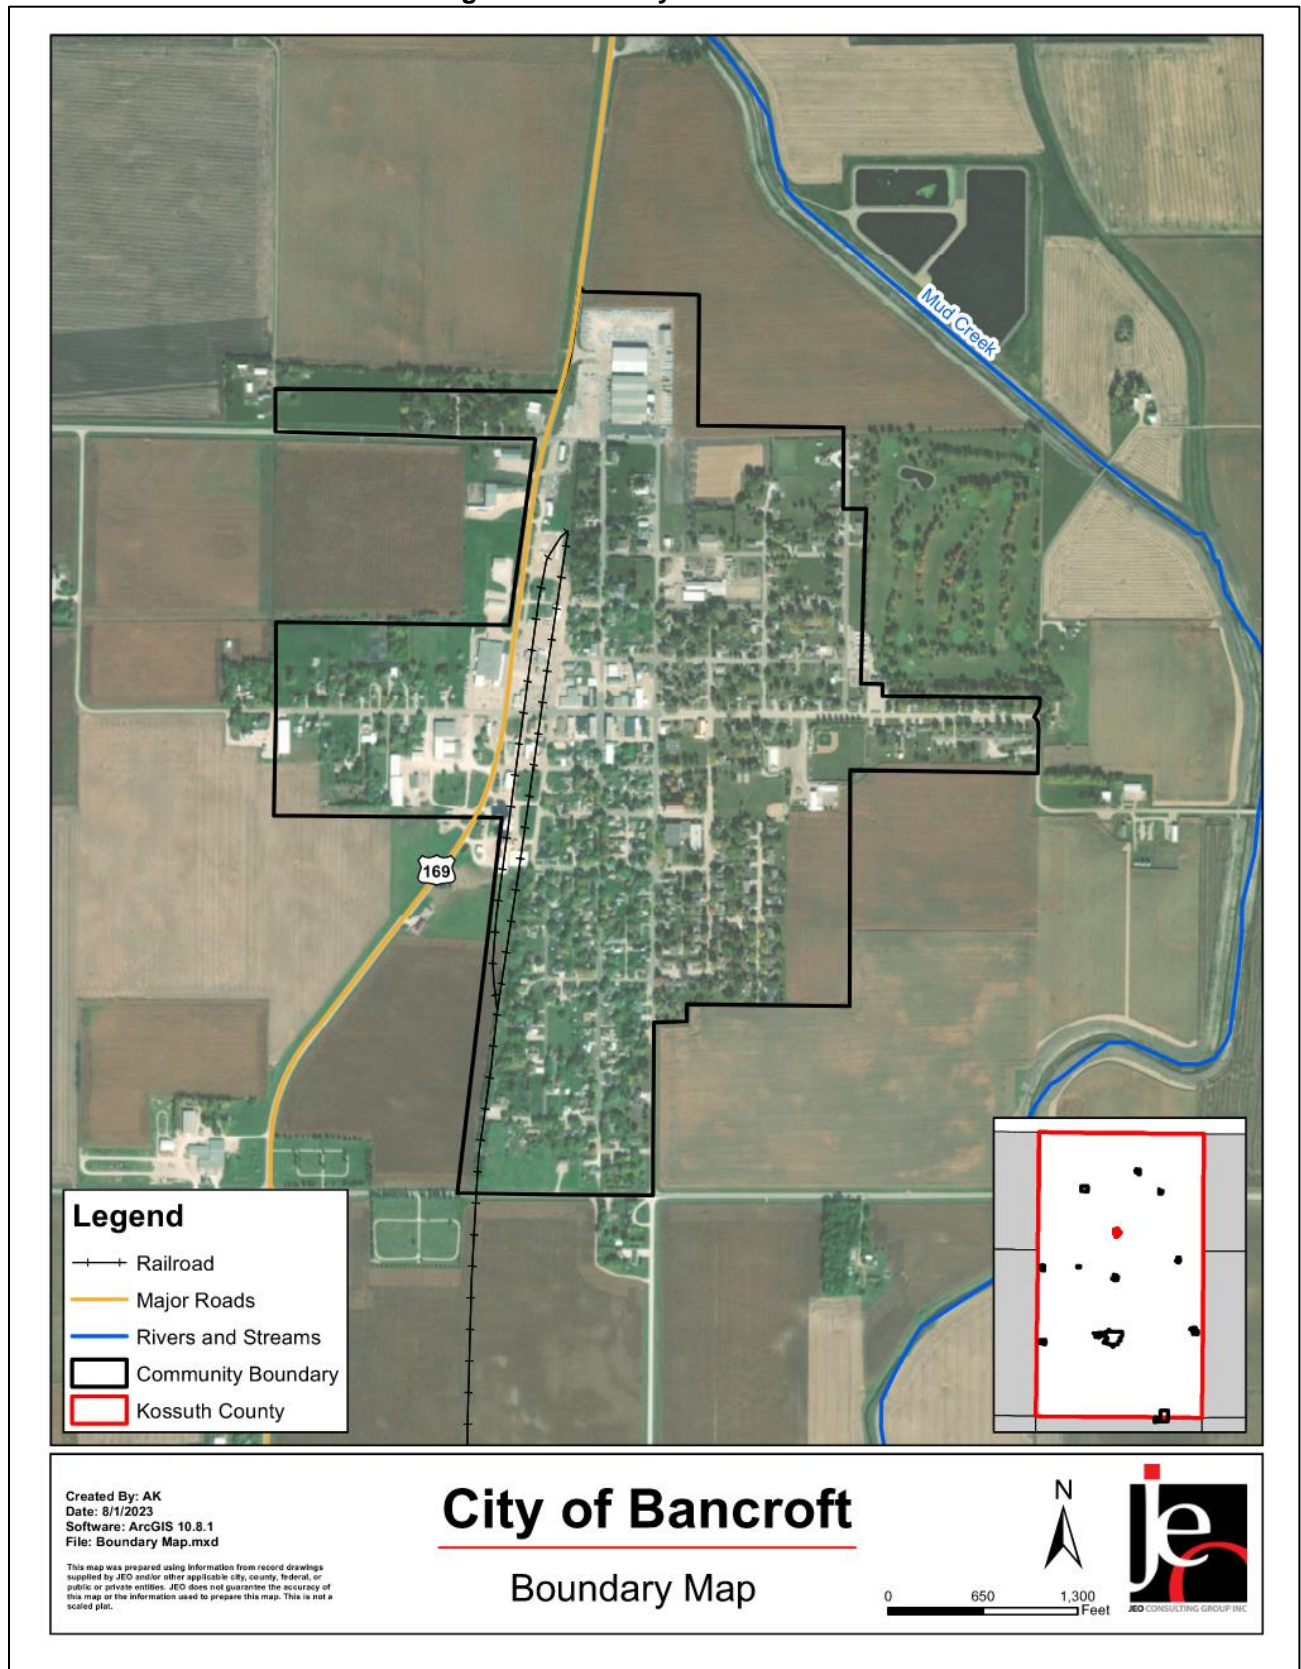 Mud Creek
169
Legend
Railroad
Major Roads
Rivers and Streams
Community Boundary
Kossuth County
Created By: AK
Date: 8/1/2023
Software: ArcGIS 10.8.1
File: Boundary Map.mxd
This map was prepared using information from record drawings
supplied by JEO and/or other applicable city, county, federal, or
public or private entities. JEO does not guarantee the accuracy of
this map or the information used to prepare this map. This is not a
scaled plat.
City of Bancroft
Boundary Map
N
0 650 1,300
Feet
jeo
JEO CONSULTING GROUP INC